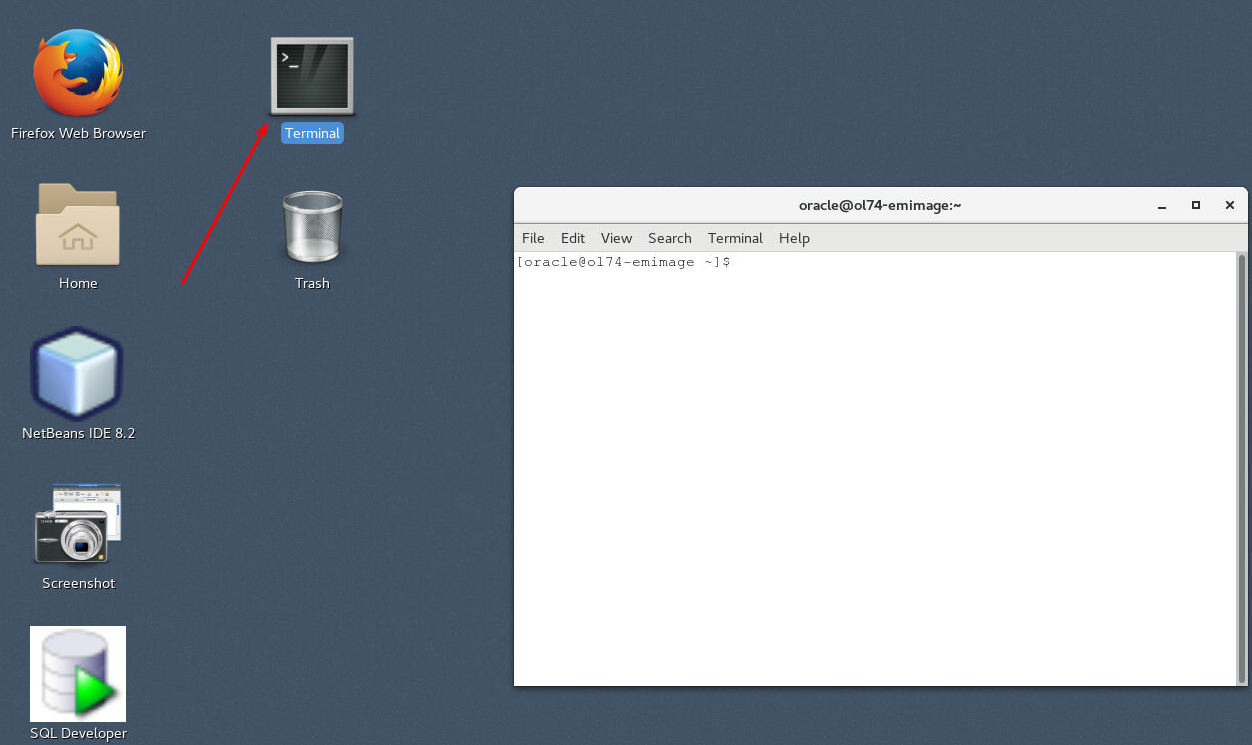 Firefox Web Browser
Terminal
Home
Trash
NetBeans IDE 8.2
Screenshot
SQL Developer
oracle@ol74-emimage:~
File Edit View Search Terminal Help
[oracle@ol74-emimage ~]$